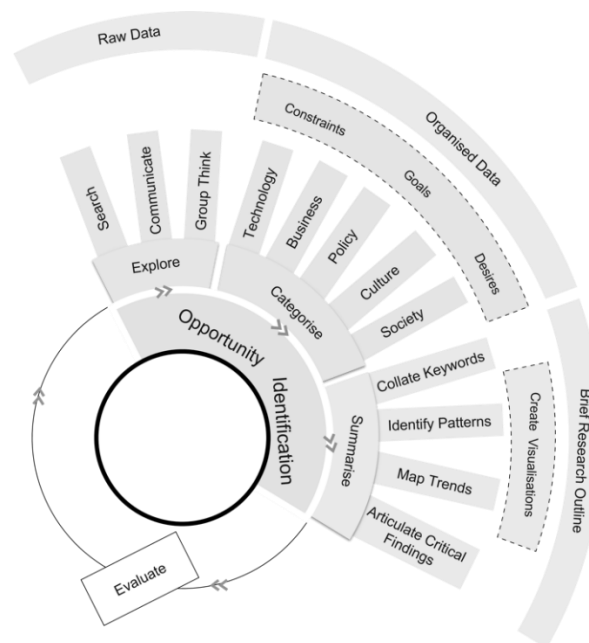 Raw Data
Organised Data
Brief Research Outline
Constraints
Goals
Desires
Create Visualisations
Search
Communicate
Group Think
Technology
Business
Policy
Culture
Society
Collate Keywords
Identify Patterns
Map Trends
Articulate Critical
Findings
Explore
Categorise
Summarise
Opportunity Identification
Evaluate